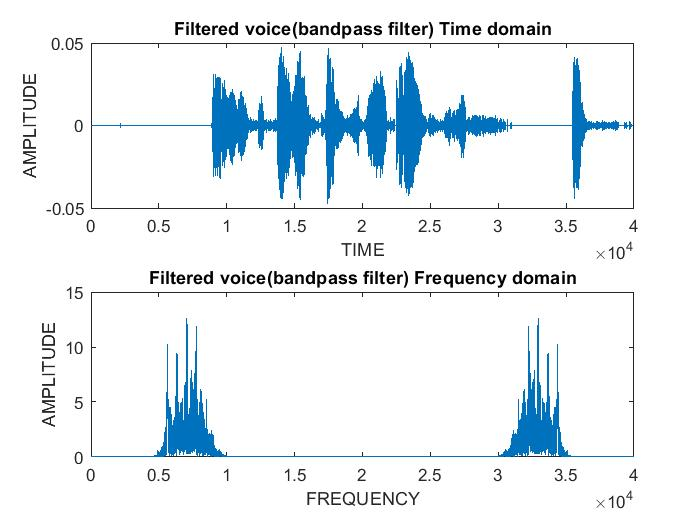 Filtered voice(bandpass filter) Time domain
0.05
0
-0.05
AMPLITUDE
0 0.5 1 1.5 2 2.5 3 3.5 4
TIME
×10^4
Filtered voice(bandpass filter) Frequency domain
15
10
5
0
AMPLITUDE
0 0.5 1 1.5 2 2.5 3 3.5 4
FREQUENCY
×10^4